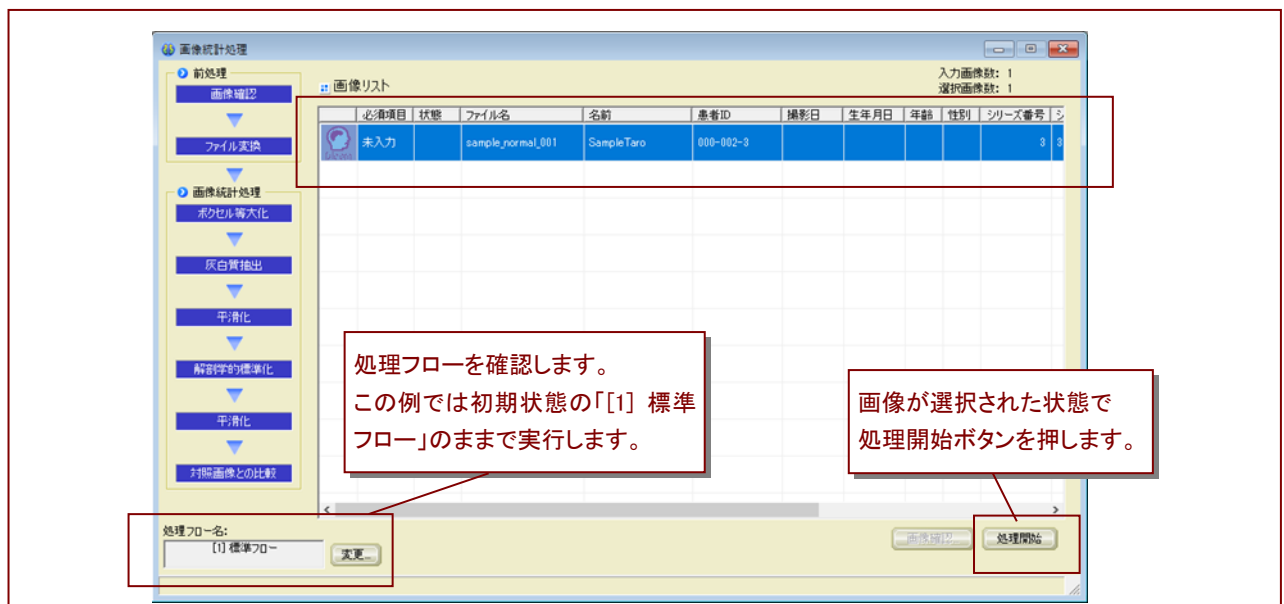 画像統計処理
前処理
画像確認
ファイル変換
画像統計処理
ボクセル等大化
灰白質抽出
平滑化
解剖学的標準化
平滑化
対照画像との比較
画像リスト
入力画像数: 1
選択画像数: 1
必須項目 状態 ファイル名 名前 患者ID 撮影日 生年月日 年齢 性別 シリーズ番号 シ
未入力 sample_normal_001 SampleTaro 000-002-3 3 3
処理フローを確認します。
この例では初期状態の「[1] 標準
フロー」のままで実行します。
画像が選択された状態で
処理開始ボタンを押します。
処理フロー名:
[1] 標準フロー
変更...
画像確認...
処理開始